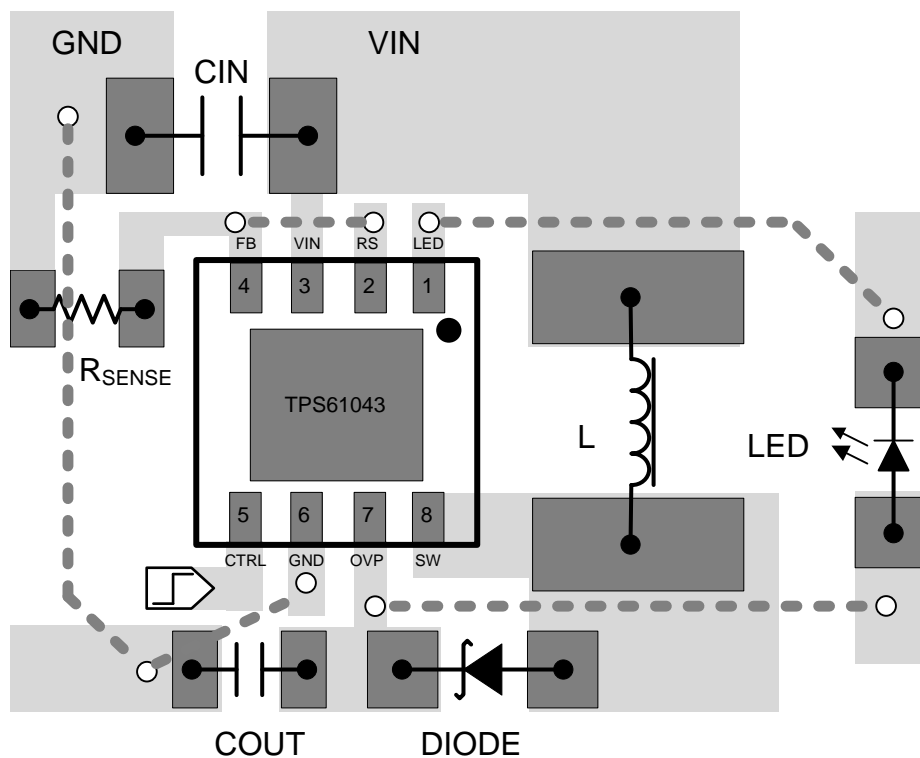 GND
VIN
CIN
FB
VIN
RS
LED
4
3
2
1
RSENSE
TPS61043
L
LED
5
6
7
8
CTRL
GND
OVP
SW
COUT
DIODE